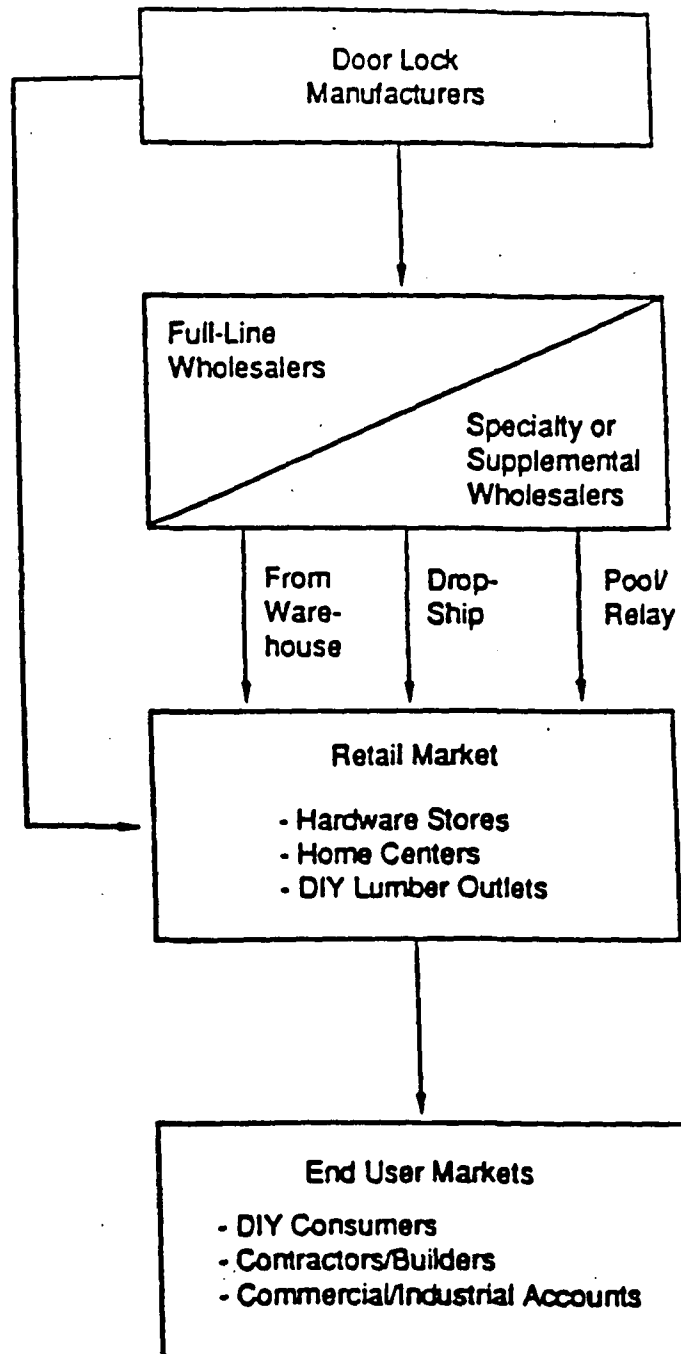 Door Lock
Manufacturers
Full-Line
Wholesalers
Specialty or
Supplemental
Wholesalers
From
Ware-
house
Drop-
Ship
Pool/
Relay
Retail Market
- Hardware Stores
- Home Centers
- DIY Lumber Outlets
End User Markets
- DIY Consumers
- Contractors/Builders
- Commercial/Industrial Accounts